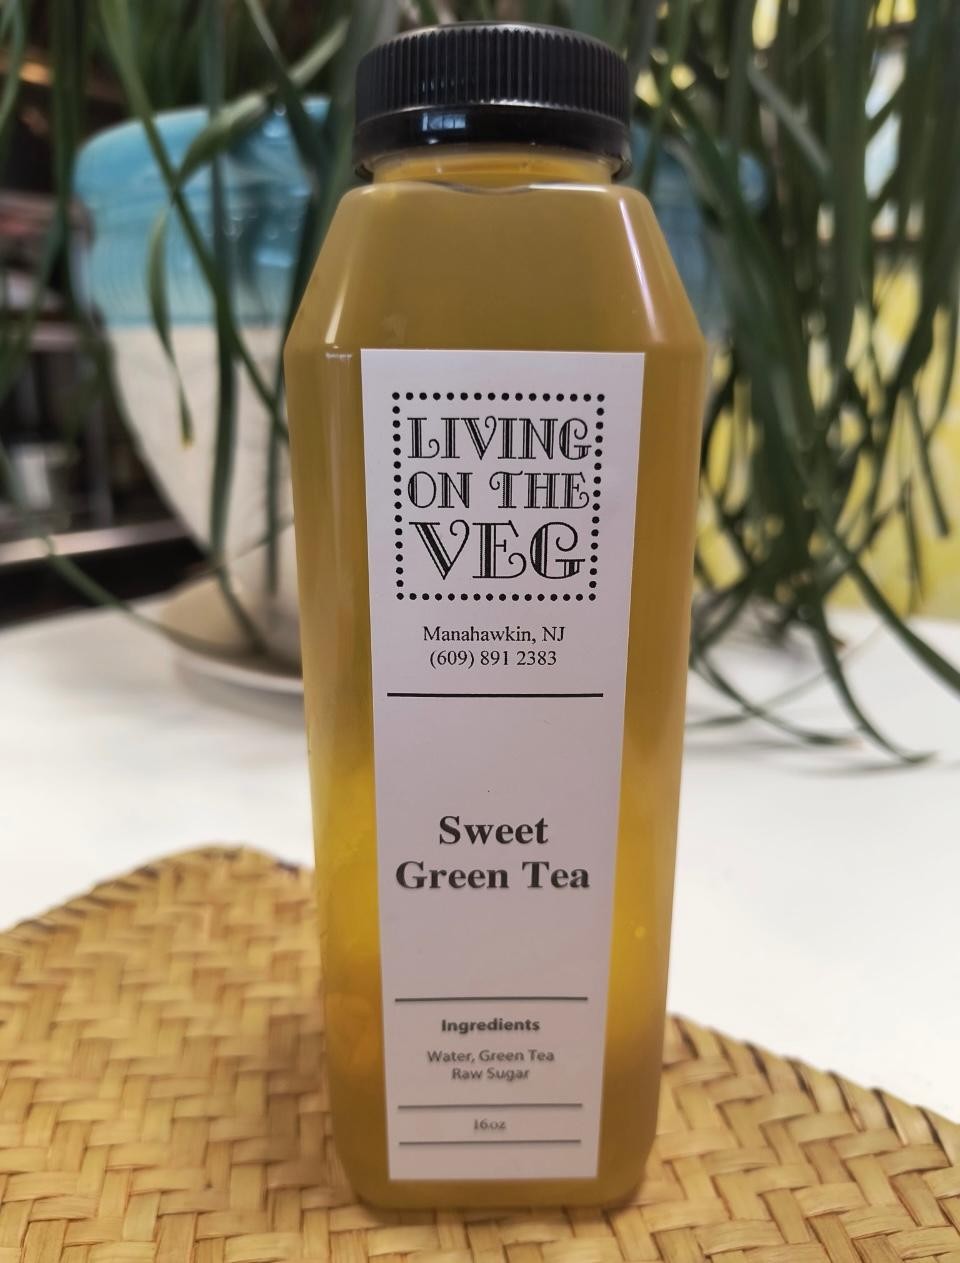 LIVING
ON THE
VEG
Manahawkin, NJ
(609) 891 2383
Sweet
Green Tea
Ingredients
Water, Green Tea
Raw Sugar
16oz